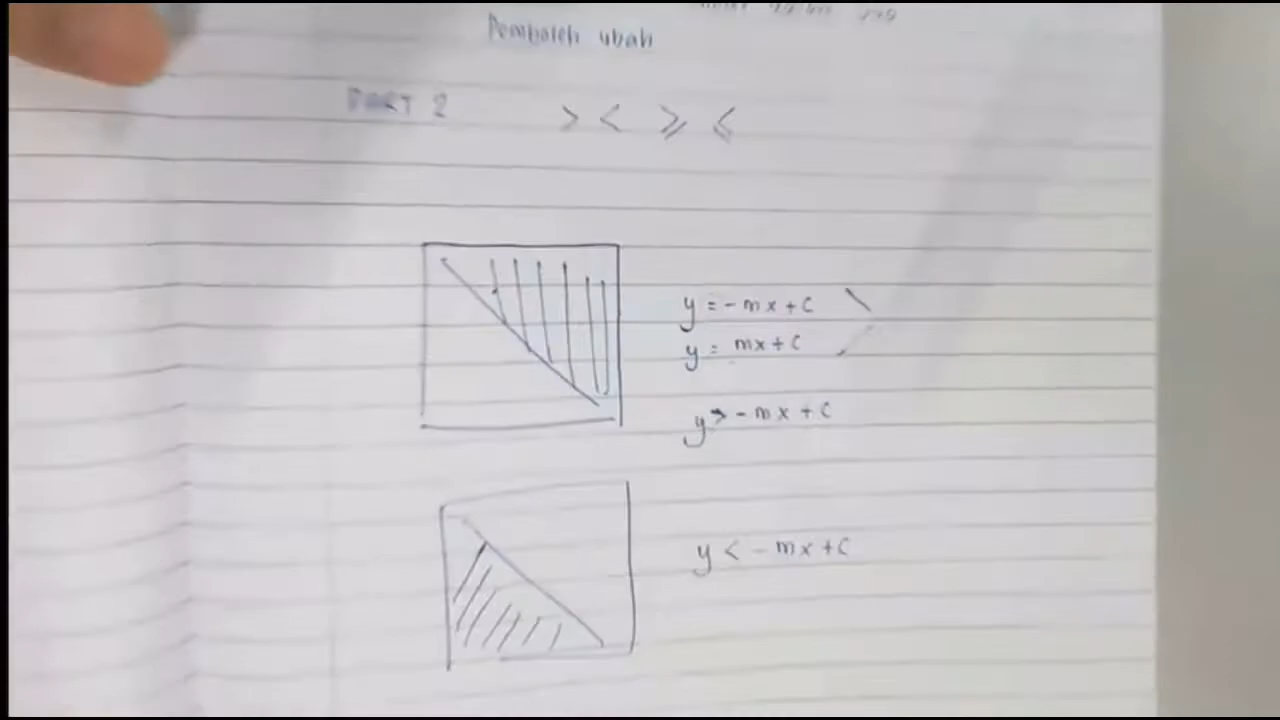 Pemboleh ubah
PART 2 > < ≥ ≤
y = - mx + c \
y = mx + c /
y > - mx + c
y < - mx + c